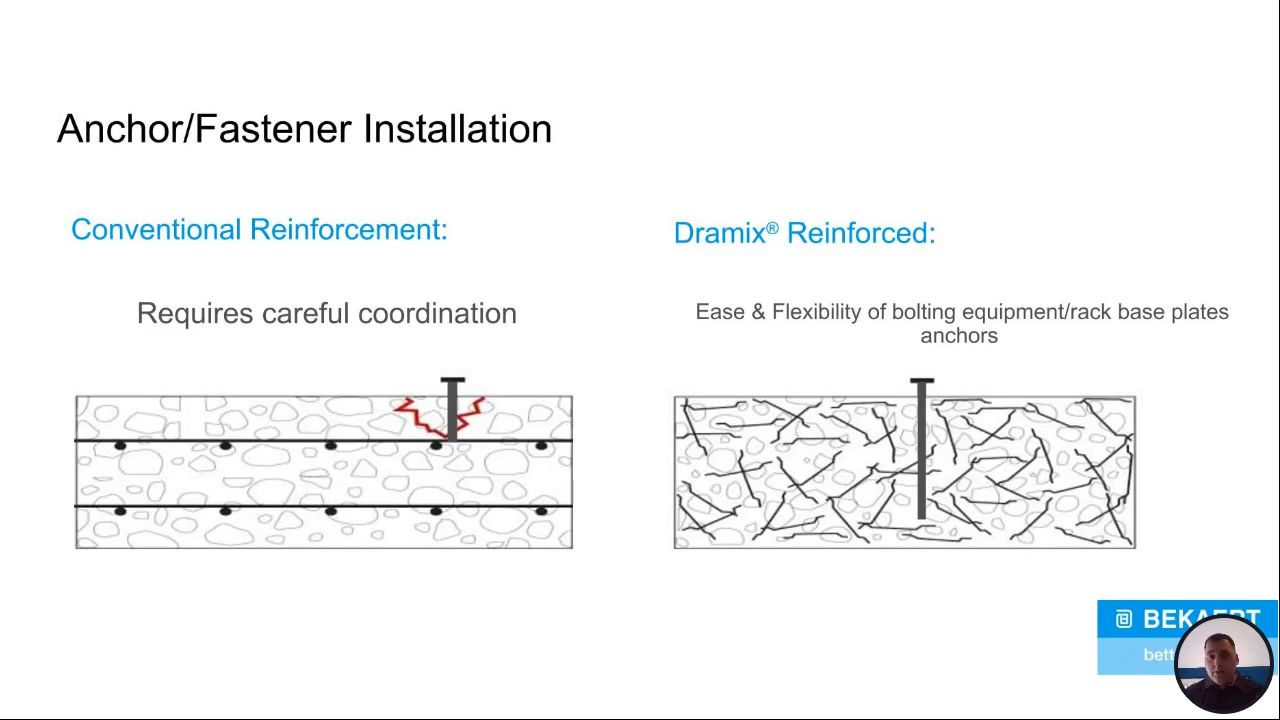 Anchor/Fastener Installation
Conventional Reinforcement:
Requires careful coordination
Dramix® Reinforced:
Ease & Flexibility of bolting equipment/rack base plates
anchors